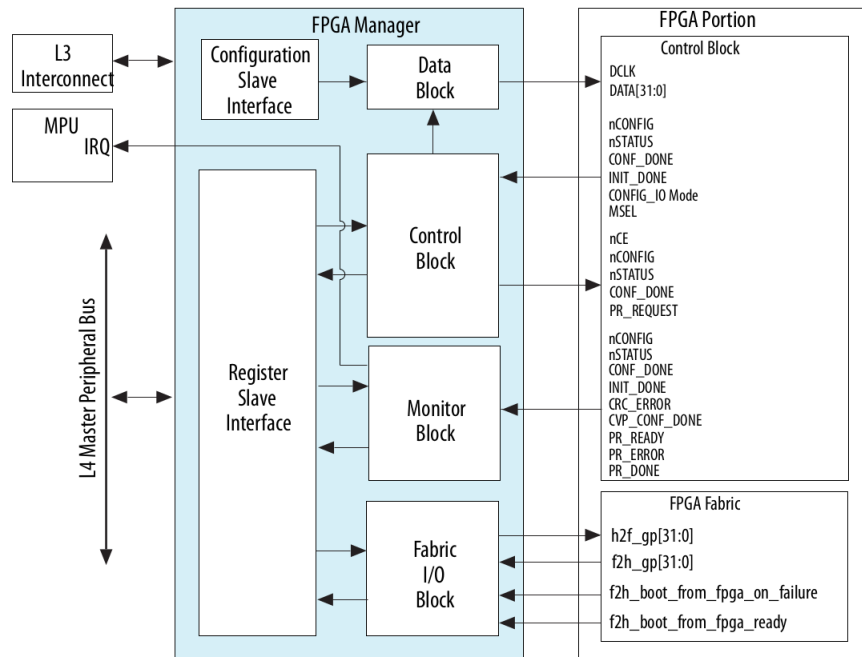 FPGA Manager
FPGA Portion
L3
Interconnect
MPU
IRQ
L4 Master Peripheral Bus
Configuration
Slave
Interface
Data
Block
Register
Slave
Interface
Control
Block
Monitor
Block
Fabric
I/O
Block
Control Block
DCLK
DATA[31:0]
nCONFIG
nSTATUS
CONF_DONE
INIT_DONE
CONFIG_IO Mode
MSEL
nCE
nCONFIG
nSTATUS
CONF_DONE
PR_REQUEST
nCONFIG
nSTATUS
CONF_DONE
INIT_DONE
CRC_ERROR
CVP_CONF_DONE
PR_READY
PR_ERROR
PR_DONE
FPGA Fabric
h2f_gp[31:0]
f2h_gp[31:0]
f2h_boot_from_fpga_on_failure
f2h_boot_from_fpga_ready